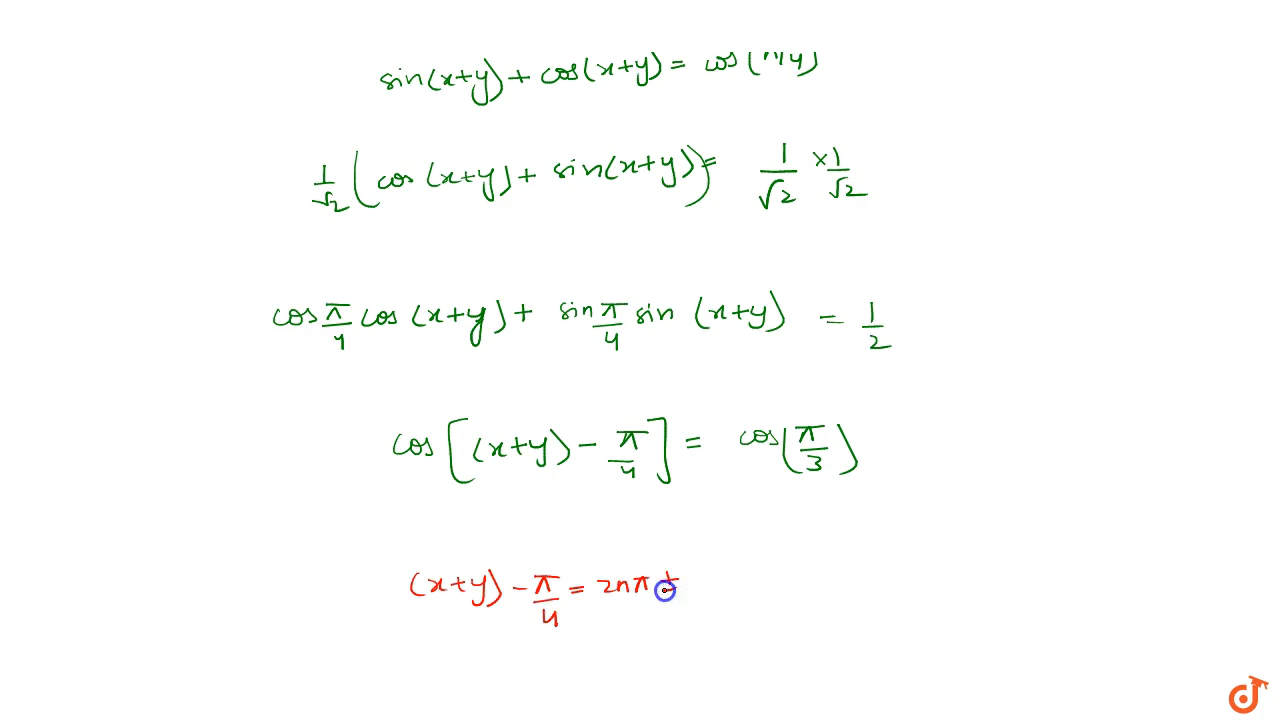 sin(x+y) + cos(x+y) = cos(
1/√2 (cos(x+y) + sin(x+y)) = 1/√2 × 1/√2
cos π/4 cos(x+y) + sin π/4 sin(x+y) = 1/2
cos[(x+y) - π/4] = cos(π/3)
(x+y) - π/4 = 2nπ ±